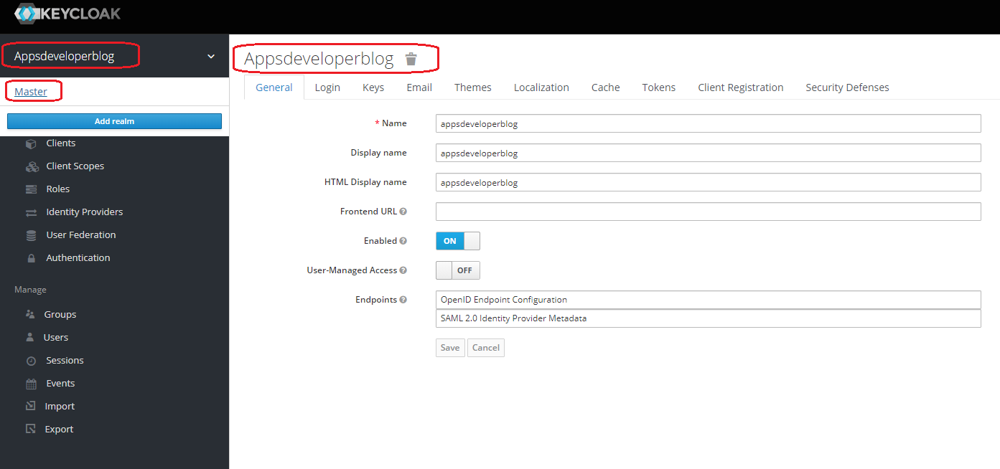 KEYCLOAK
Appsdeveloperblog
Master
Add realm
Clients
Client Scopes
Roles
Identity Providers
User Federation
Authentication
Manage
Groups
Users
Sessions
Events
Import
Export
Appsdeveloperblog
General Login Keys Email Themes Localization Cache Tokens Client Registration Security Defenses
* Name appsdeveloperblog
Display name appsdeveloperblog
HTML Display name appsdeveloperblog
Frontend URL
Enabled ON
User-Managed Access OFF
Endpoints OpenID Endpoint Configuration
SAML 2.0 Identity Provider Metadata
Save Cancel